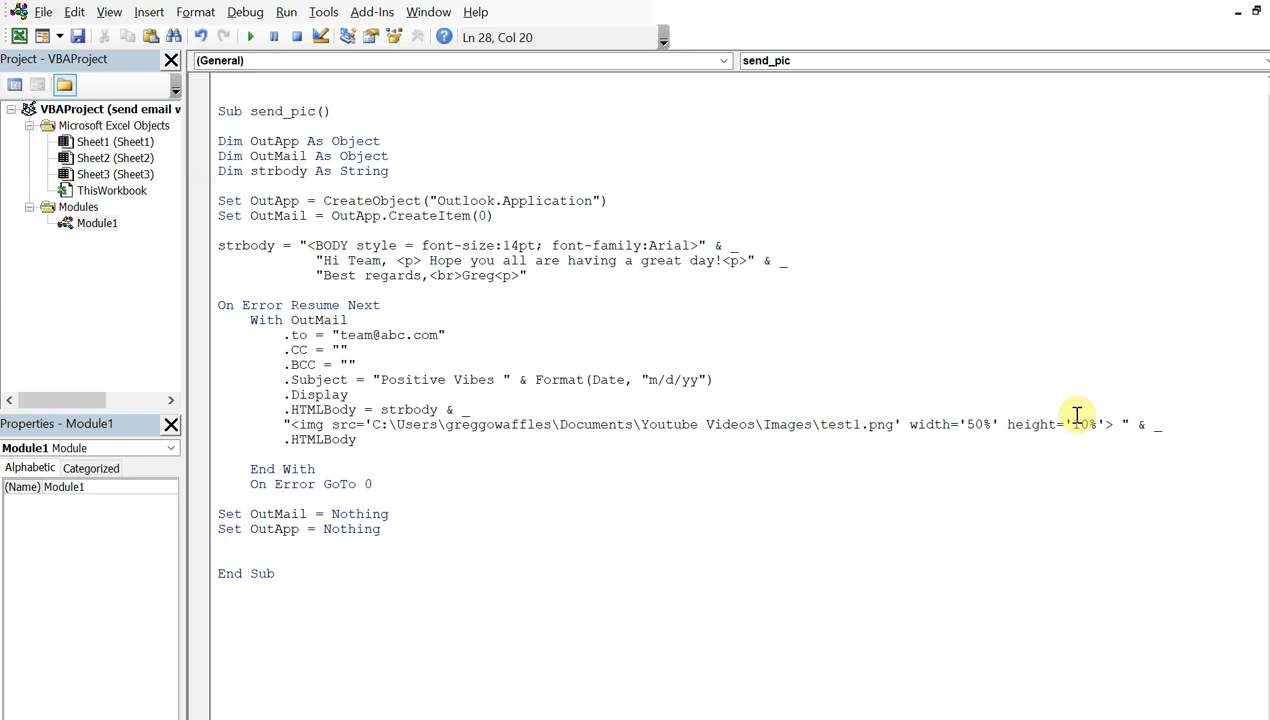 File Edit View Insert Format Debug Run Tools Add-Ins Window Help
Ln 28, Col 20
Project - VBAProject
(General)
send_pic
VBAProject (send email w
Microsoft Excel Objects
Sheet1 (Sheet1)
Sheet2 (Sheet2)
Sheet3 (Sheet3)
ThisWorkbook
Modules
Module1
Properties - Module1
Module1 Module
Alphabetic Categorized
(Name) Module1
Sub send_pic()
Dim OutApp As Object
Dim OutMail As Object
Dim strbody As String
Set OutApp = CreateObject("Outlook.Application")
Set OutMail = OutApp.CreateItem(0)
strbody = "<BODY style = font-size:14pt; font-family:Arial>" & _
"Hi Team, <p> Hope you all are having a great day!<p>" & _
"Best regards,<br>Greg<p>"
On Error Resume Next
With OutMail
.to = "team@abc.com"
.CC = ""
.BCC = ""
.Subject = "Positive Vibes " & Format(Date, "m/d/yy")
.Display
.HTMLBody = strbody & _
"<img src='C:\Users\greggowaffles\Documents\Youtube Videos\Images\test1.png' width='50%' height='10%'> " & _
.HTMLBody
End With
On Error GoTo 0
Set OutMail = Nothing
Set OutApp = Nothing
End Sub